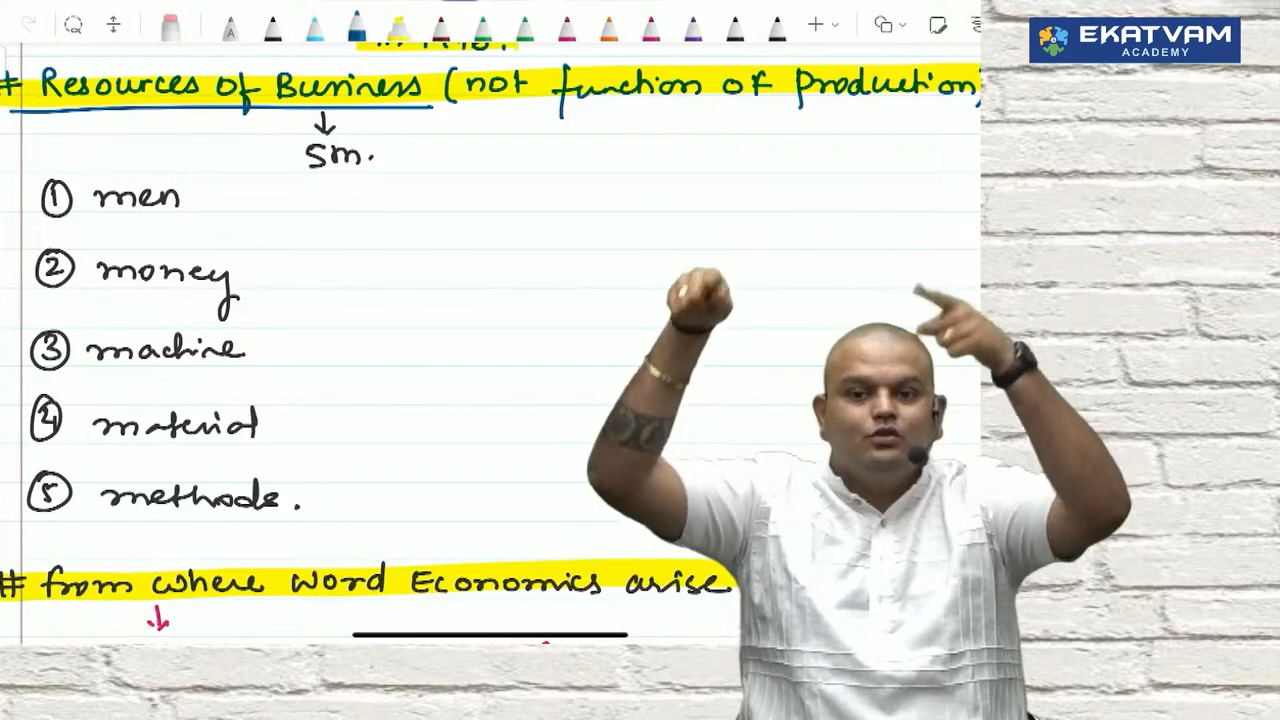 EKATVAM
ACADEMY
# Resources of Business (not function of production)
↓
5m.
① men
② money
③ machine
④ material
⑤ methods.
# from where word Economics arise
↓